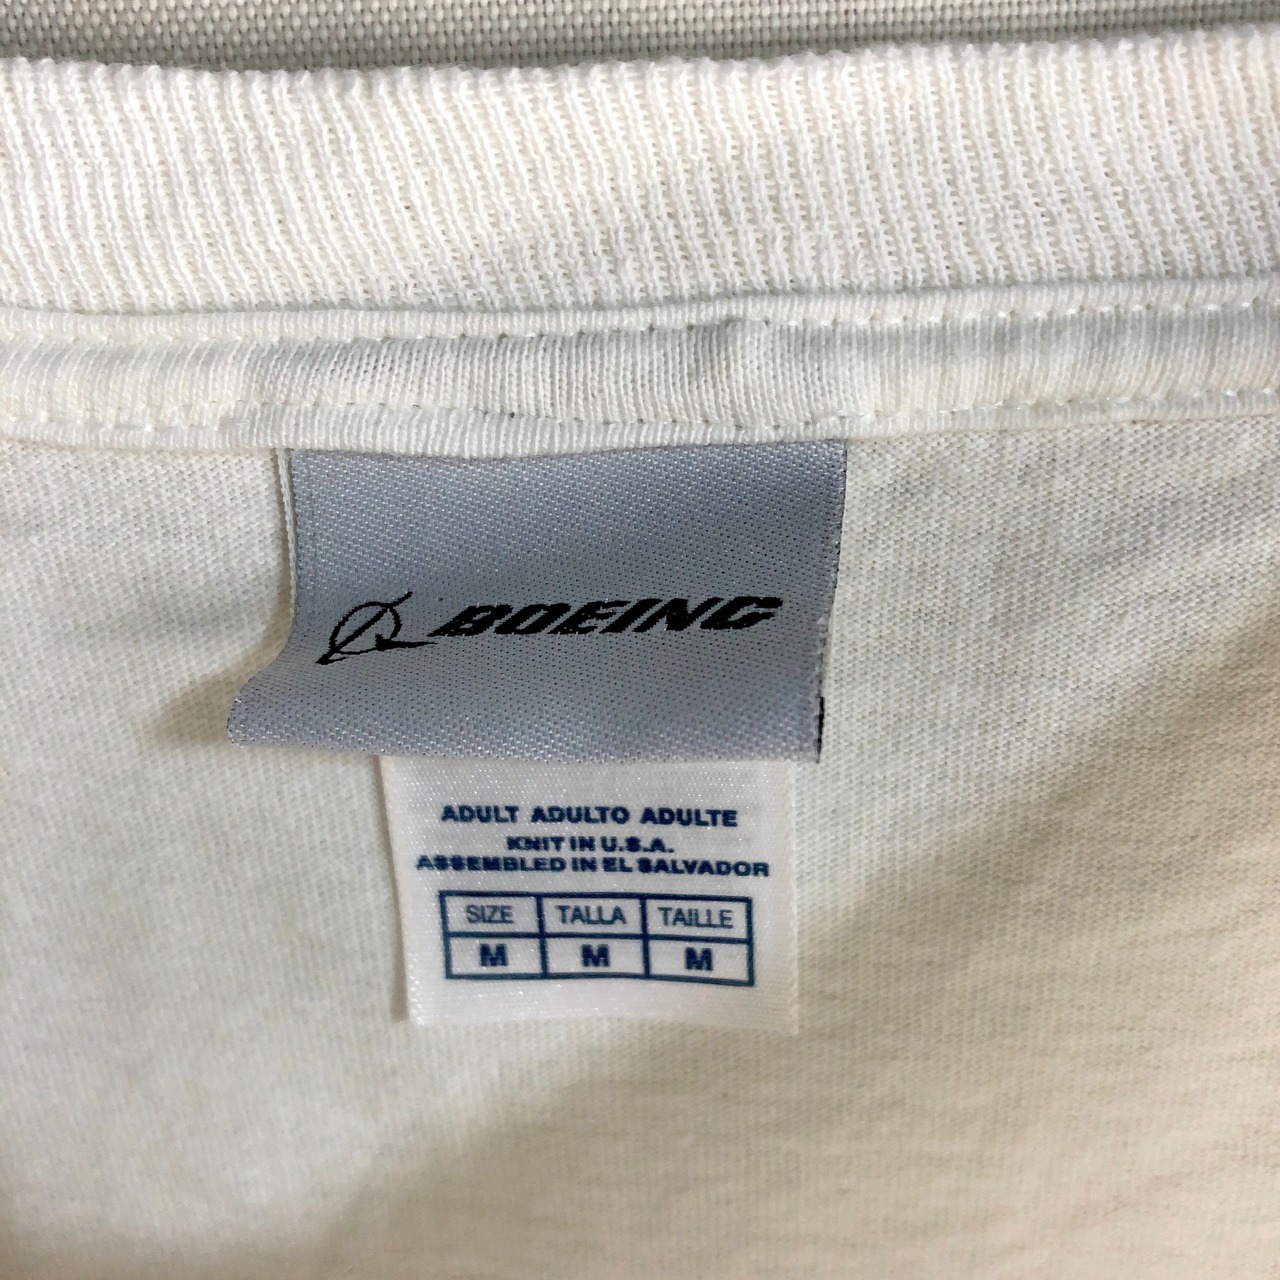 BOEING
ADULT ADULTO ADULTE
KNIT IN U.S.A.
ASSEMBLED IN EL SALVADOR
SIZE TALLA TAILLE
M M M